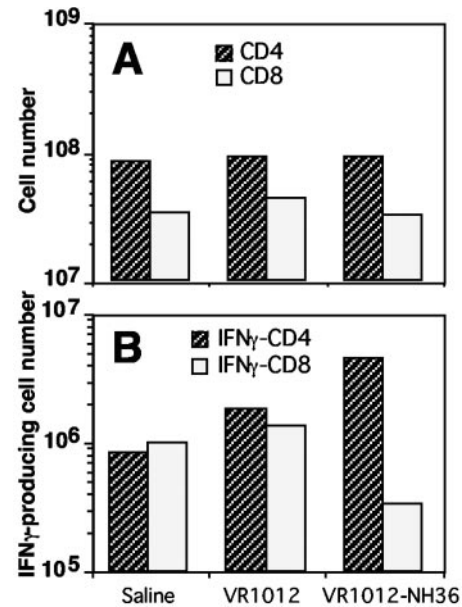 10⁹
A
CD4
CD8
Cell number
10⁸
10⁷
10⁷
B
IFNγ-CD4
IFNγ-CD8
IFNγ-producing cell number
10⁶
10⁵
Saline VR1012 VR1012-NH36